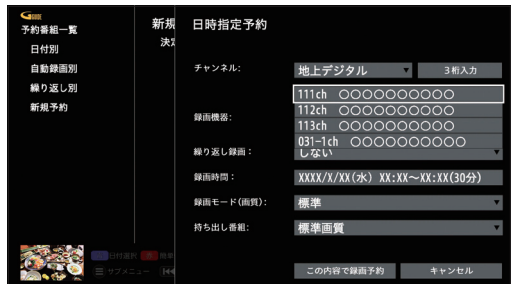 G GUIDE
予約番組一覧
日付別
自動録画別
繰り返し別
新規予約
新規
決定
日時指定予約
チャンネル:
地上デジタル
3桁入力
111ch ○○○○○○○○○○
112ch ○○○○○○○○○○
113ch ○○○○○○○○○○
031-1ch ○○○○○○○○○○
録画機器:
繰り返し録画:
しない
録画時間:
XXXX/X/XX(水) XX:XX~XX:XX(30分)
録画モード(画質):
標準
持ち出し番組:
標準画質
この内容で録画予約
キャンセル
日付選択
簡単
サブメニュー